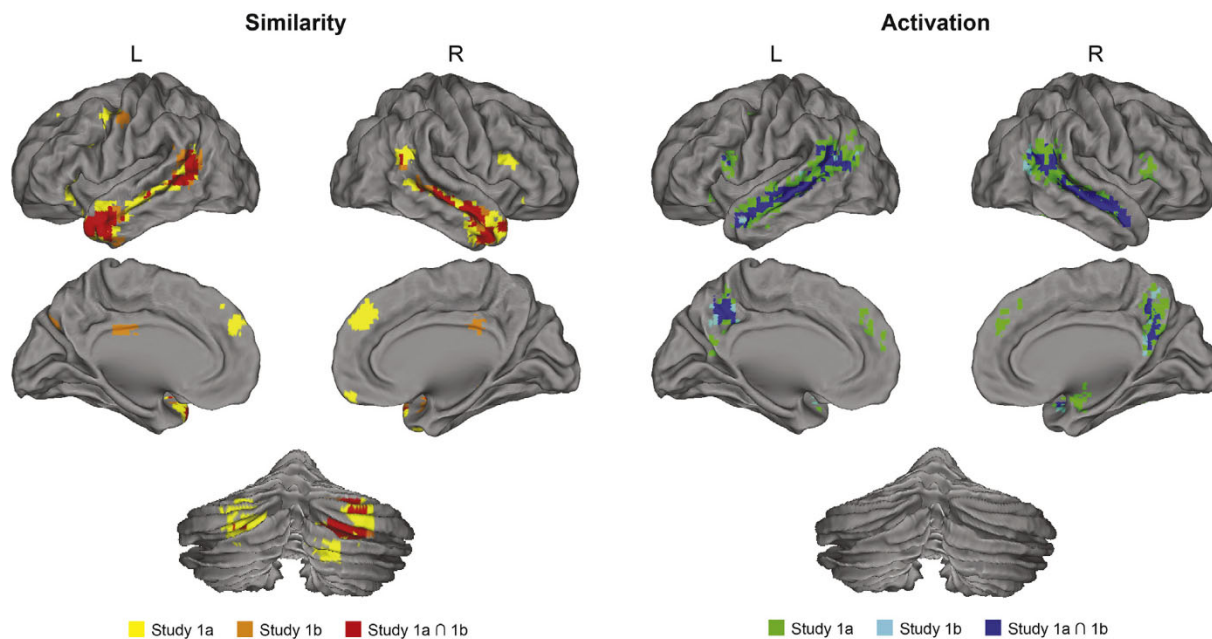 Similarity
L
R
Activation
L
R
Study 1a
Study 1b
Study 1a ∩ 1b
Study 1a
Study 1b
Study 1a ∩ 1b